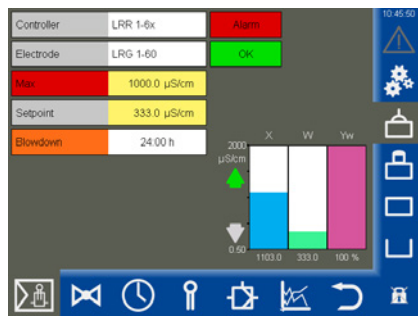 10:45:50
Controller LRR 1-6x Alarm
Electrode LRG 1-60 OK
Max 1000.0 µS/cm
Setpoint 333.0 µS/cm
Blowdown 24:00 h
X W Yw
2000
µS/cm
0.50
1103.0 333.0 100 %